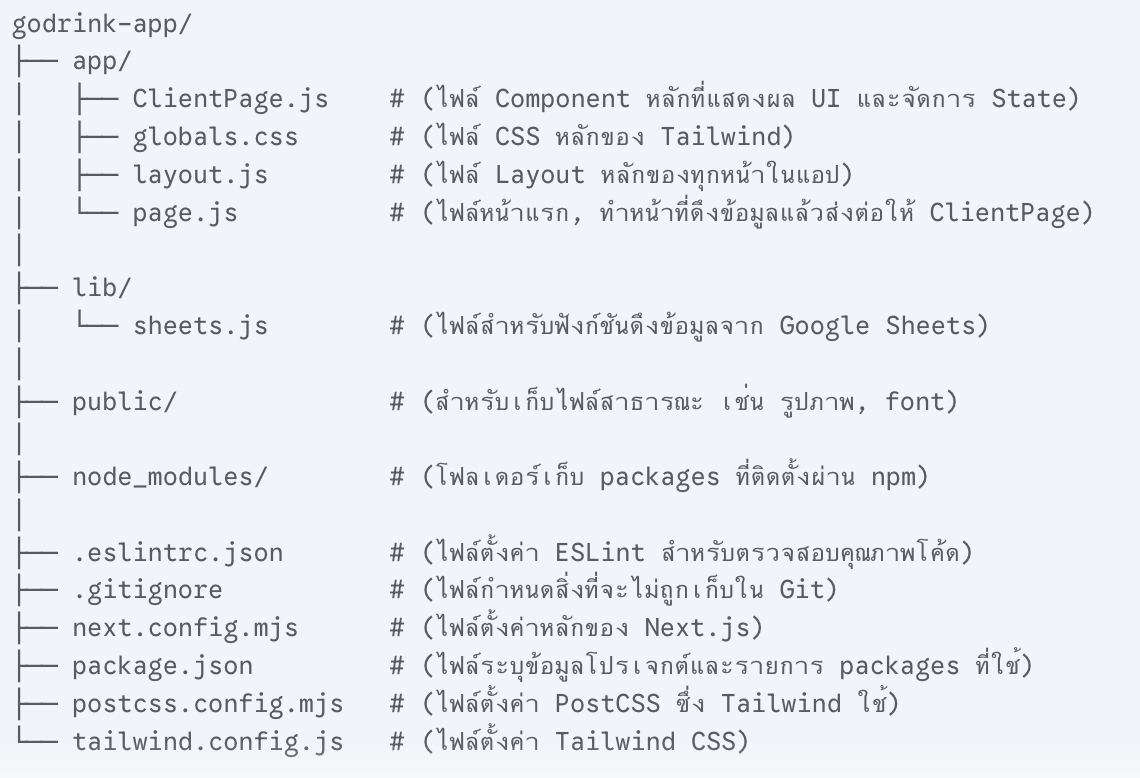 godrink-app/
├── app/
│   ├── ClientPage.js    # (ไฟล์ Component หลักที่แสดงผล UI และจัดการ State)
│   ├── globals.css      # (ไฟล์ CSS หลักของ Tailwind)
│   ├── layout.js        # (ไฟล์ Layout หลักของทุกหน้าในแอป)
│   └── page.js          # (ไฟล์หน้าแรก, ทำหน้าที่ดึงข้อมูลแล้วส่งต่อให้ ClientPage)
│
├── lib/
│   └── sheets.js        # (ไฟล์สำหรับฟังก์ชันดึงข้อมูลจาก Google Sheets)
│
├── public/              # (สำหรับเก็บไฟล์สาธารณะ เช่น รูปภาพ, font)
│
├── node_modules/        # (โฟลเดอร์เก็บ packages ที่ติดตั้งผ่าน npm)
│
├── .eslintrc.json       # (ไฟล์ตั้งค่า ESLint สำหรับตรวจสอบคุณภาพโค้ด)
├── .gitignore           # (ไฟล์กำหนดสิ่งที่จะไม่ถูกเก็บใน Git)
├── next.config.mjs      # (ไฟล์ตั้งค่าหลักของ Next.js)
├── package.json         # (ไฟล์ระบุข้อมูลโปรเจกต์และรายการ packages ที่ใช้)
├── postcss.config.mjs   # (ไฟล์ตั้งค่า PostCSS ซึ่ง Tailwind ใช้)
└── tailwind.config.js   # (ไฟล์ตั้งค่า Tailwind CSS)